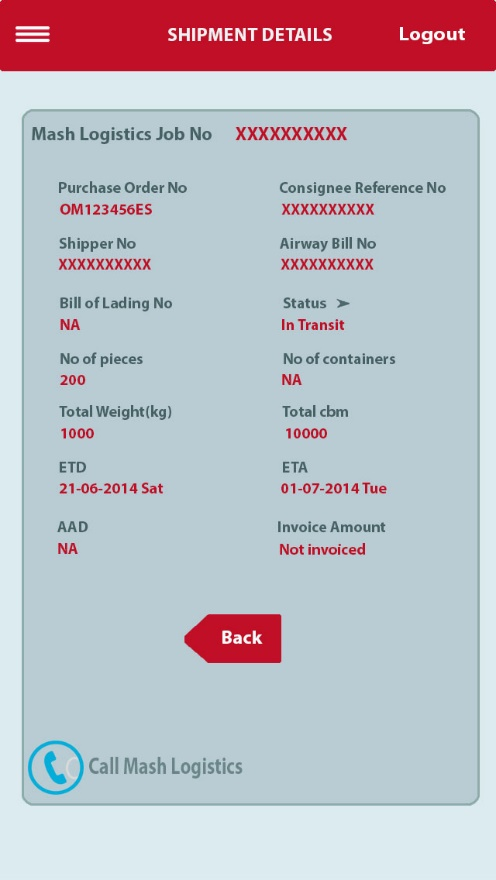 SHIPMENT DETAILS Logout
Mash Logistics Job No XXXXXXXXXX
Purchase Order No Consignee Reference No
OM123456ES XXXXXXXXXX
Shipper No Airway Bill No
XXXXXXXXXX XXXXXXXXXX
Bill of Lading No Status ➤
NA In Transit
No of pieces No of containers
200 NA
Total Weight(kg) Total cbm
1000 10000
ETD ETA
21-06-2014 Sat 01-07-2014 Tue
AAD Invoice Amount
NA Not invoiced
Back
Call Mash Logistics